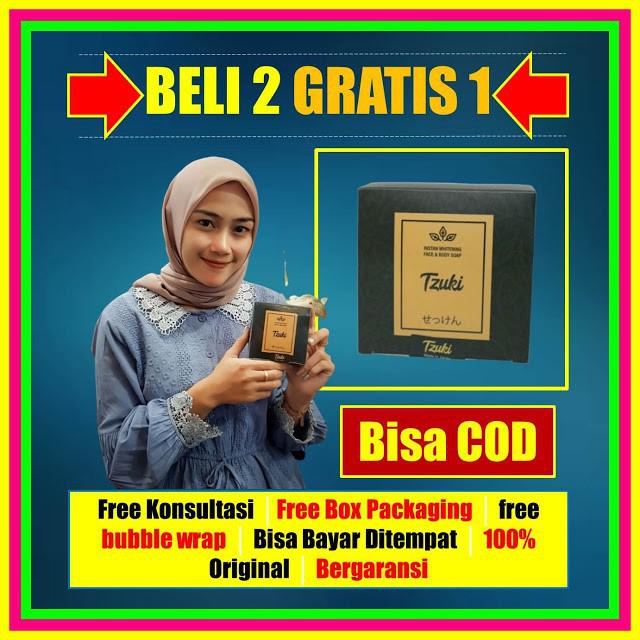 BELI 2 GRATIS 1
INSTAN WHITENING
FACE & BODY SOAP
Tzuki
せっけん
Tzuki
Tzuki
Bisa COD
Free Konsultasi | Free Box Packaging | free
bubble wrap | Bisa Bayar Ditempat | 100%
Original | Bergaransi